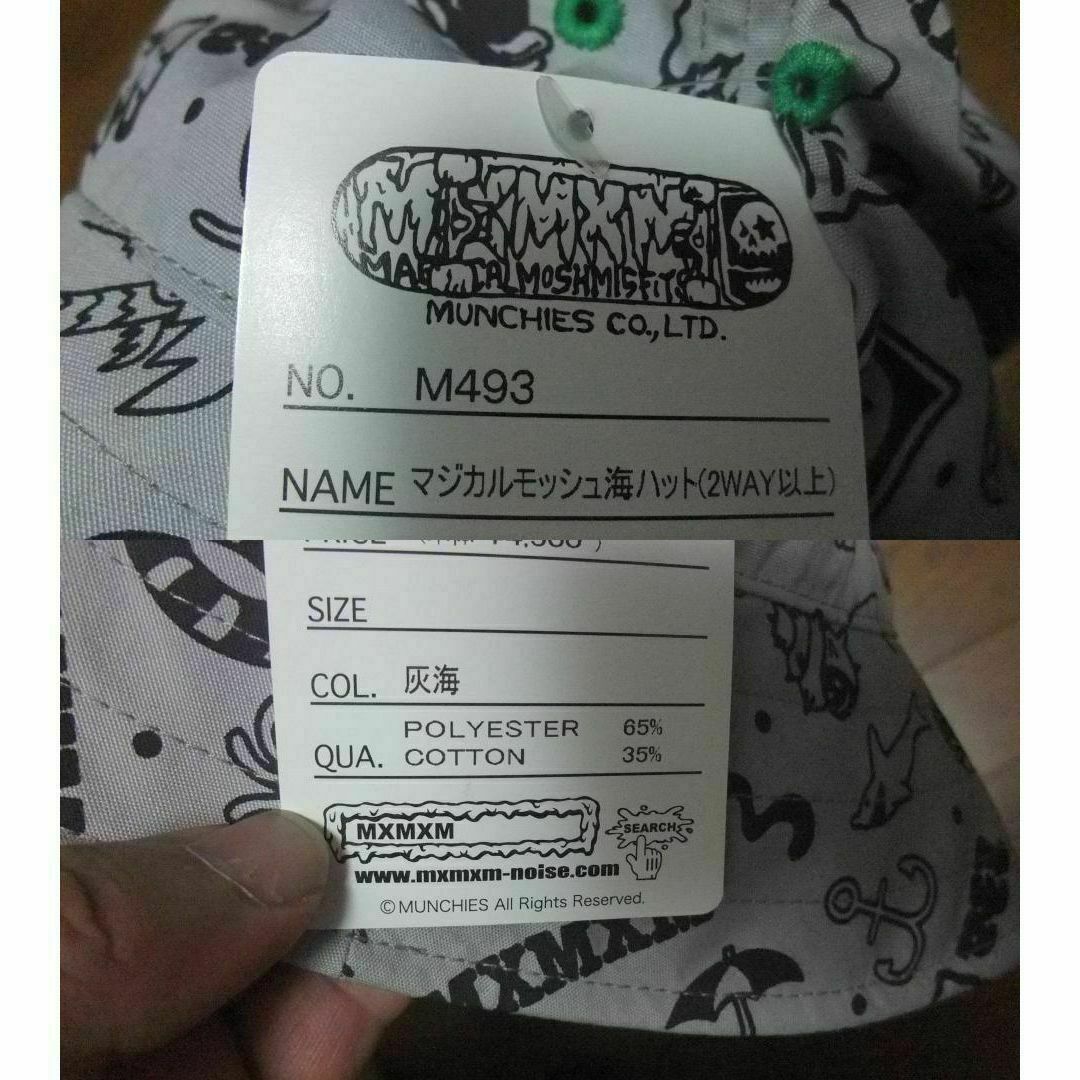 MXMXM
MAGICAL MOSH MISFITS
MUNCHIES CO.,LTD.
NO. M493
NAME マジカルモッシュ海ハット(2WAY以上)
SIZE
COL. 灰海
POLYESTER 65%
QUA. COTTON 35%
MXMXM
SEARCH
www.mxmxm-noise.com
©MUNCHIES All Rights Reserved.
MXMXM